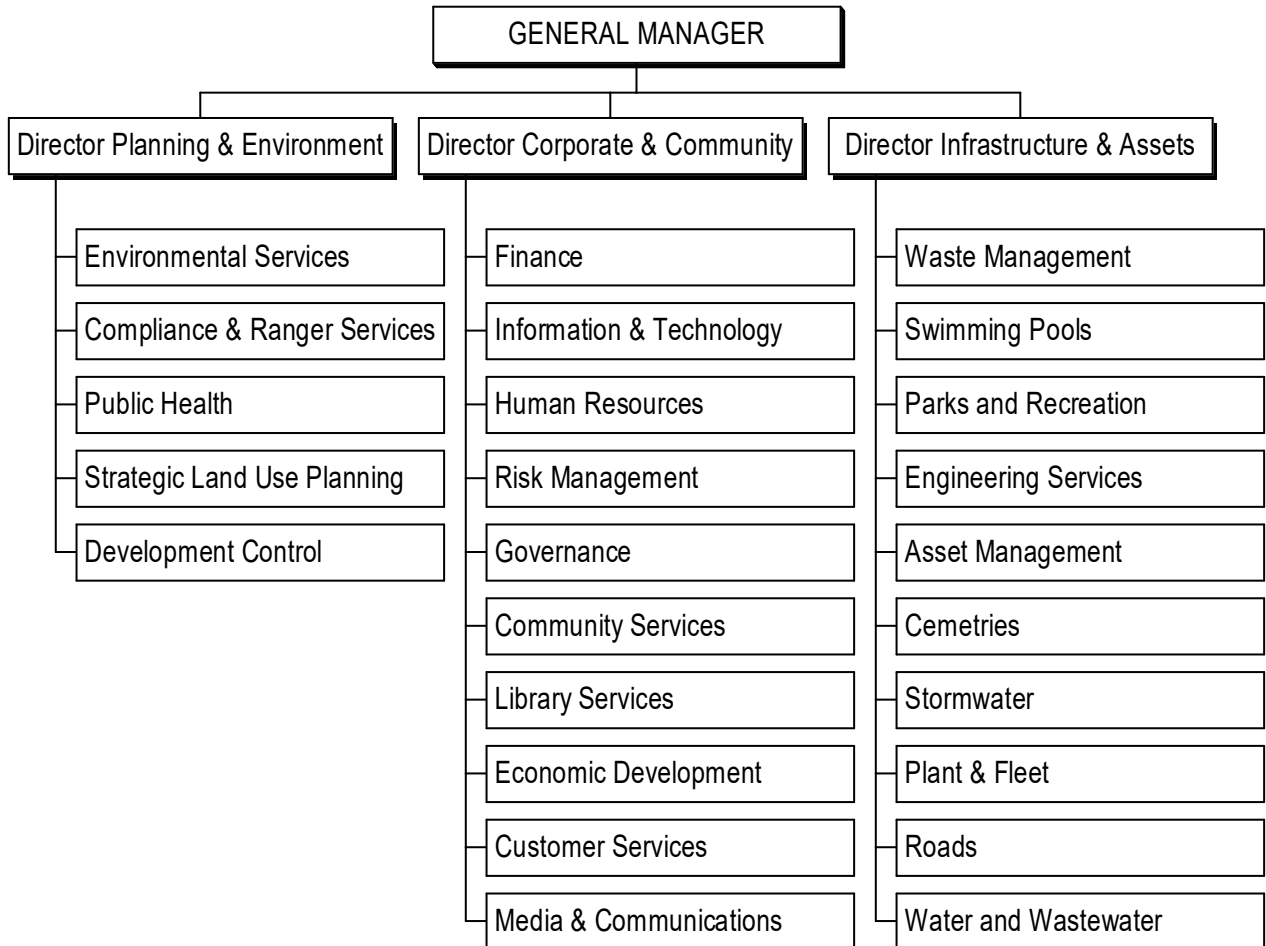 GENERAL MANAGER
Director Planning & Environment
Director Corporate & Community
Director Infrastructure & Assets
Environmental Services
Compliance & Ranger Services
Public Health
Strategic Land Use Planning
Development Control
Finance
Information & Technology
Human Resources
Risk Management
Governance
Community Services
Library Services
Economic Development
Customer Services
Media & Communications
Waste Management
Swimming Pools
Parks and Recreation
Engineering Services
Asset Management
Cemetries
Stormwater
Plant & Fleet
Roads
Water and Wastewater